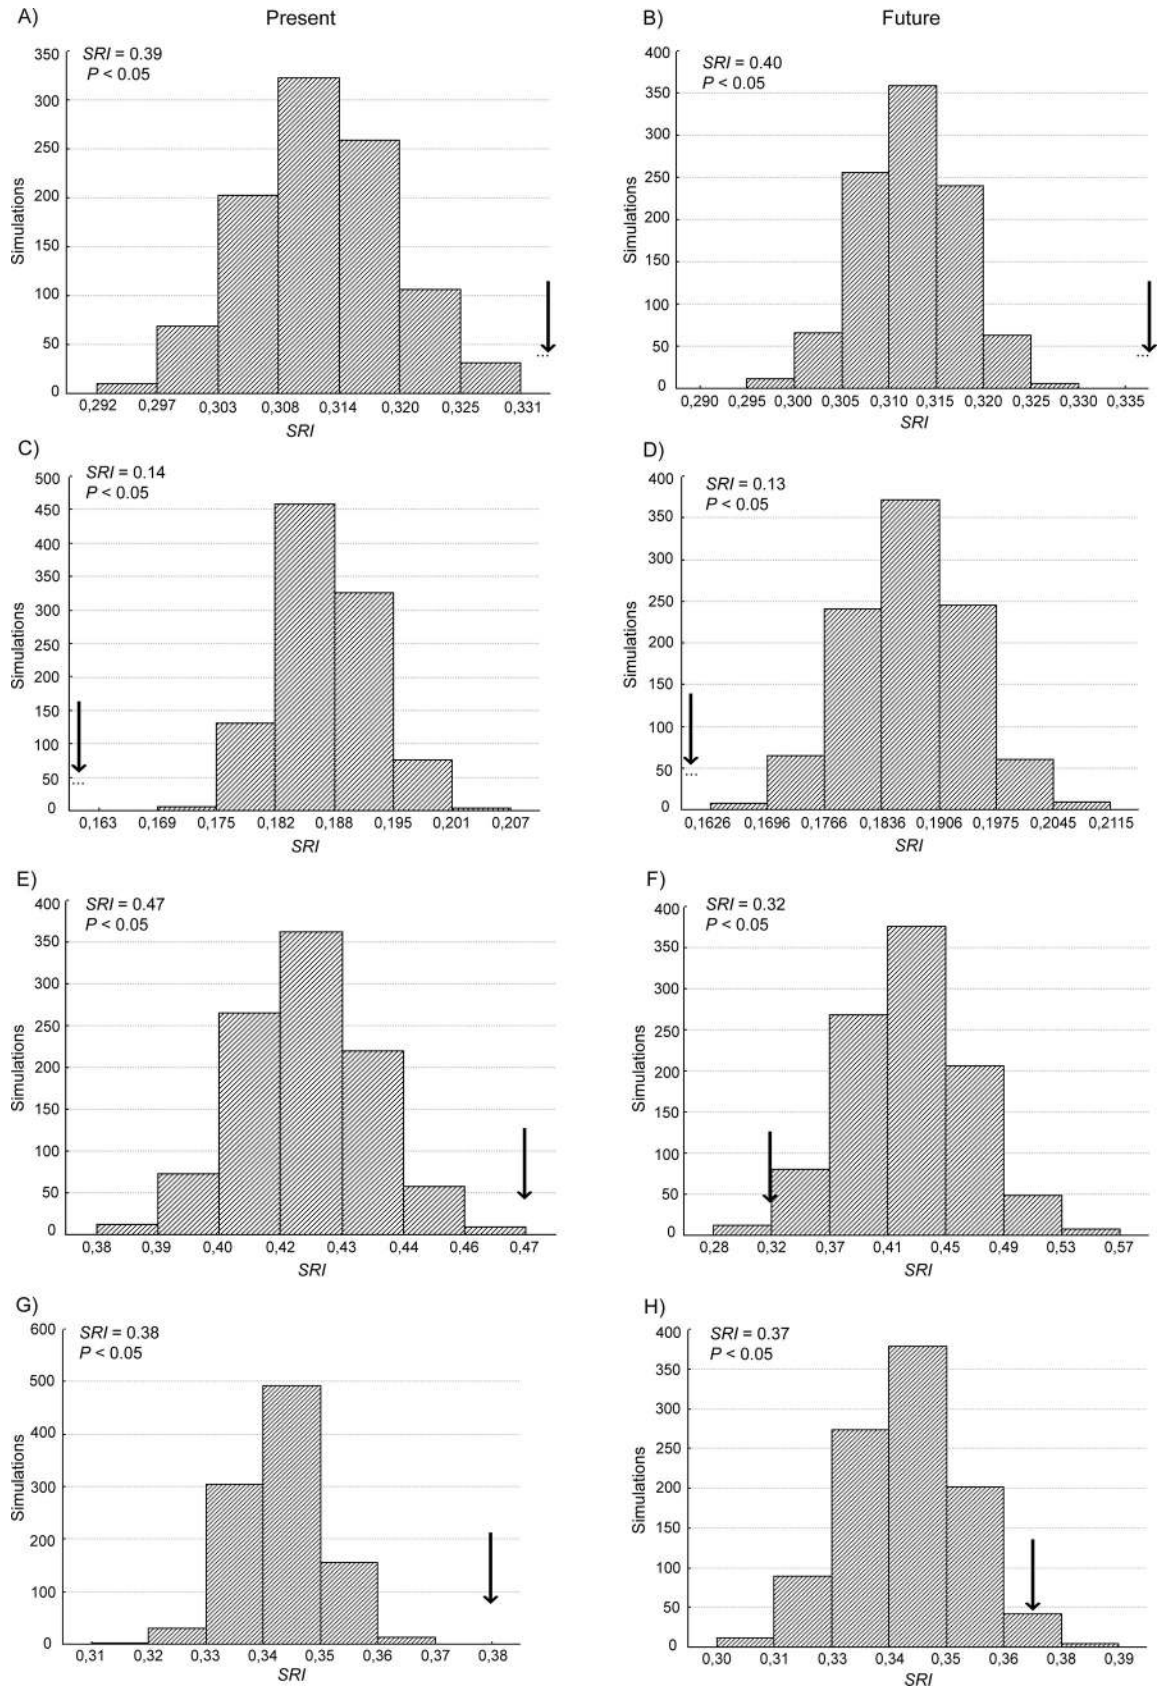 A) Present
SRI = 0.39
P < 0.05
350
300
250
200
150
100
50
0
Simulations
0,292 0,297 0,303 0,308 0,314 0,320 0,325 0,331
SRI
...
B) Future
SRI = 0.40
P < 0.05
400
350
300
250
200
150
100
50
0
Simulations
0,290 0,295 0,300 0,305 0,310 0,315 0,320 0,325 0,330 0,335
SRI
...
C)
SRI = 0.14
P < 0.05
500
450
400
350
300
250
200
150
100
50
0
Simulations
...
0,163 0,169 0,175 0,182 0,188 0,195 0,201 0,207
SRI
D)
SRI = 0.13
P < 0.05
400
350
300
250
200
150
100
50
0
Simulations
...
0,1626 0,1696 0,1766 0,1836 0,1906 0,1975 0,2045 0,2115
SRI
E)
SRI = 0.47
P < 0.05
400
350
300
250
200
150
100
50
0
Simulations
0,38 0,39 0,40 0,42 0,43 0,44 0,46 0,47
SRI
F)
SRI = 0.32
P < 0.05
400
350
300
250
200
150
100
50
0
Simulations
0,28 0,32 0,37 0,41 0,45 0,49 0,53 0,57
SRI
G)
SRI = 0.38
P < 0.05
600
500
400
300
200
100
0
Simulations
0,31 0,32 0,33 0,34 0,35 0,36 0,37 0,38
SRI
H)
SRI = 0.37
P < 0.05
400
350
300
250
200
150
100
50
0
Simulations
0,30 0,31 0,33 0,34 0,35 0,36 0,38 0,39
SRI